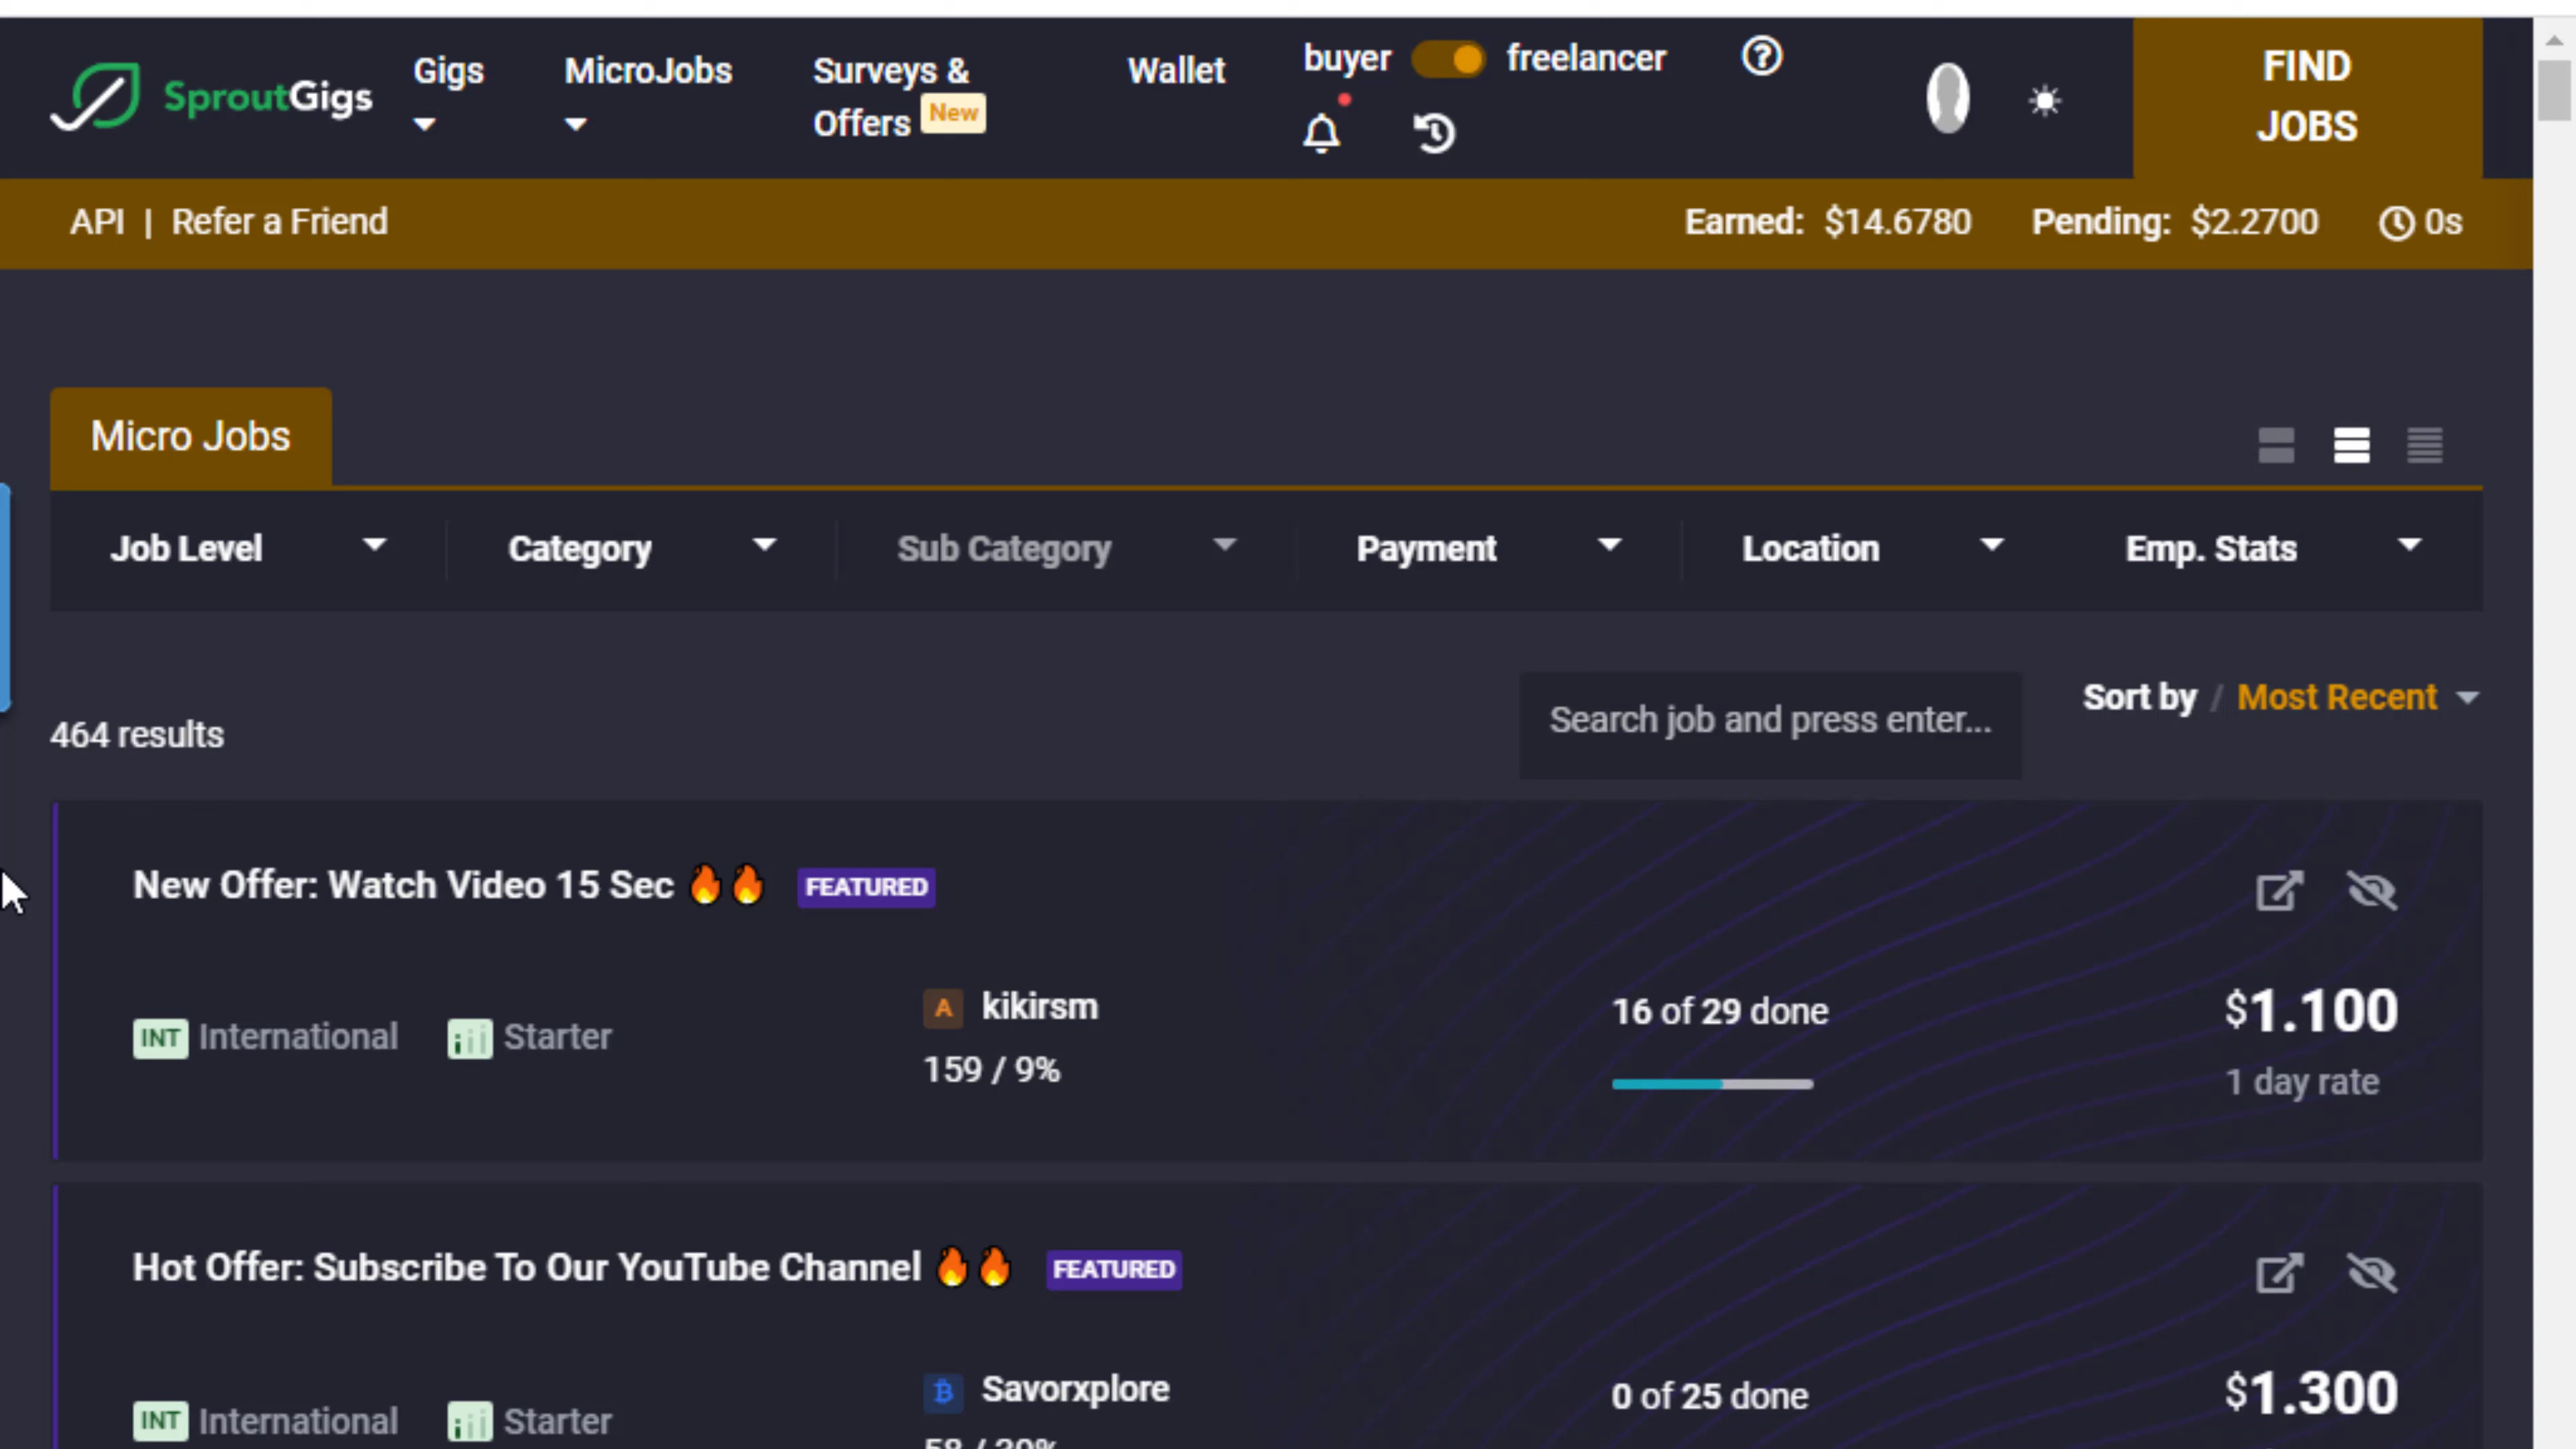 SproutGigs
Gigs
MicroJobs
Surveys &
Offers New
Wallet
buyer freelancer
FIND
JOBS
API | Refer a Friend
Earned: $14.6780 Pending: $2.2700 0s
Micro Jobs
Job Level Category Sub Category Payment Location Emp. Stats
464 results
Search job and press enter...
Sort by / Most Recent
New Offer: Watch Video 15 Sec 🔥🔥 FEATURED
INT International Starter
A kikirsm
159 / 9%
16 of 29 done
$1.100
1 day rate
Hot Offer: Subscribe To Our YouTube Channel 🔥🔥 FEATURED
INT International Starter
Savorxplore
0 of 25 done
$1.300